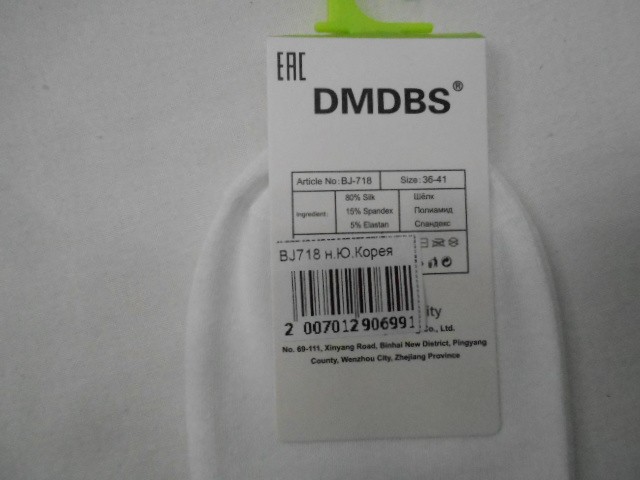 EAC
DMDBS®
Article No: BJ-718 Size: 36-41
Ingredient: 80% Silk Шёлк
15% Spandex Полиамид
5% Elastan Спандекс
BJ718 н.Ю.Корея
2 007012 906991
Co., Ltd.
No. 69-111, Xinyang Road, Binhai New District, Pingyang
County, Wenzhou City, Zhejiang Province